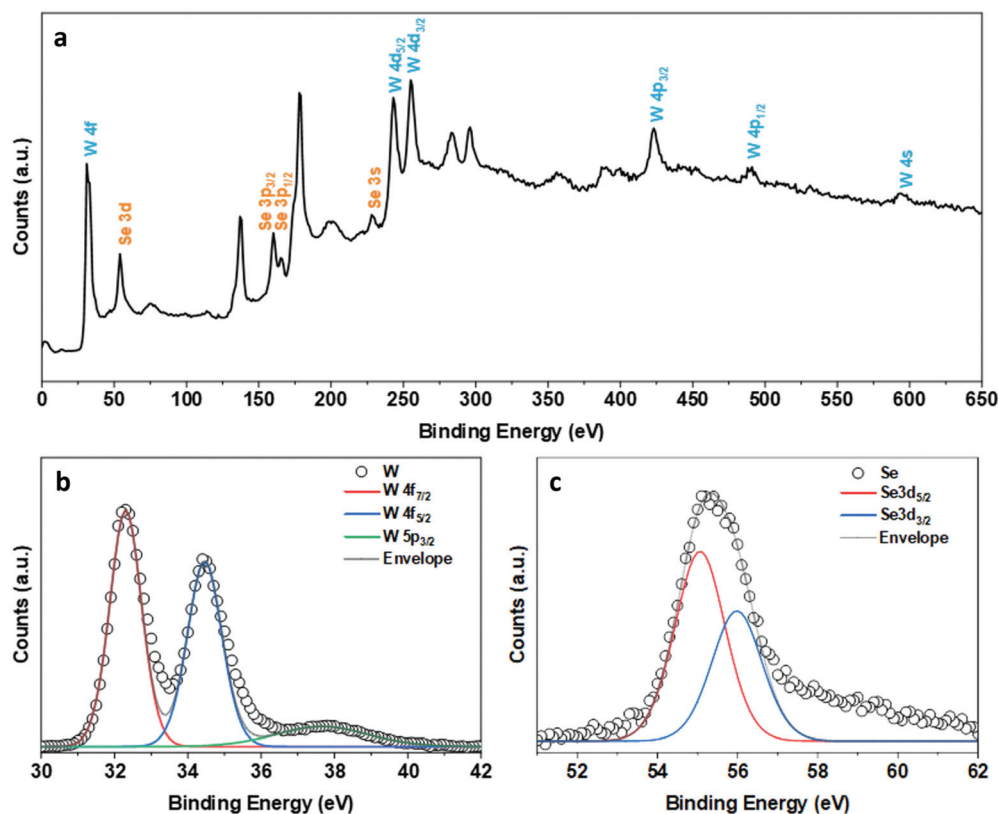 a
Counts (a.u.)
W 4f
Se 3d
Se 3p3/2
Se 3p1/2
Se 3s
W 4d5/2
W 4d3/2
W 4p3/2
W 4p1/2
W 4s
0 50 100 150 200 250 300 350 400 450 500 550 600 650
Binding Energy (eV)
b
Counts (a.u.)
W
W 4f7/2
W 4f5/2
W 5p3/2
Envelope
30 32 34 36 38 40 42
Binding Energy (eV)
c
Counts (a.u.)
Se
Se3d5/2
Se3d3/2
Envelope
52 54 56 58 60 62
Binding Energy (eV)